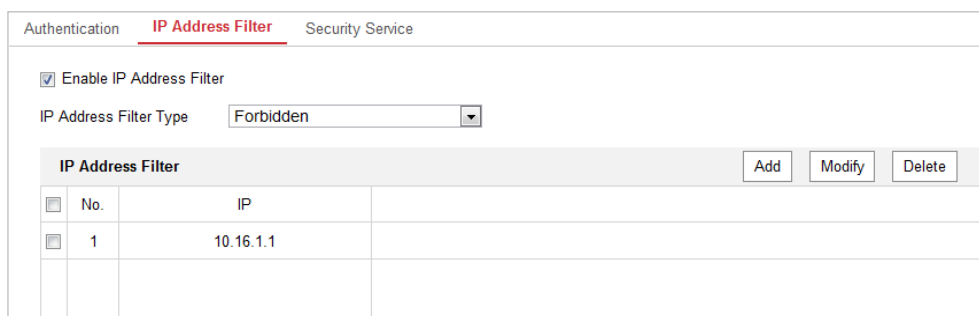 Authentication IP Address Filter Security Service
Enable IP Address Filter
IP Address Filter Type Forbidden
IP Address Filter Add Modify Delete
No. IP
1 10.16.1.1